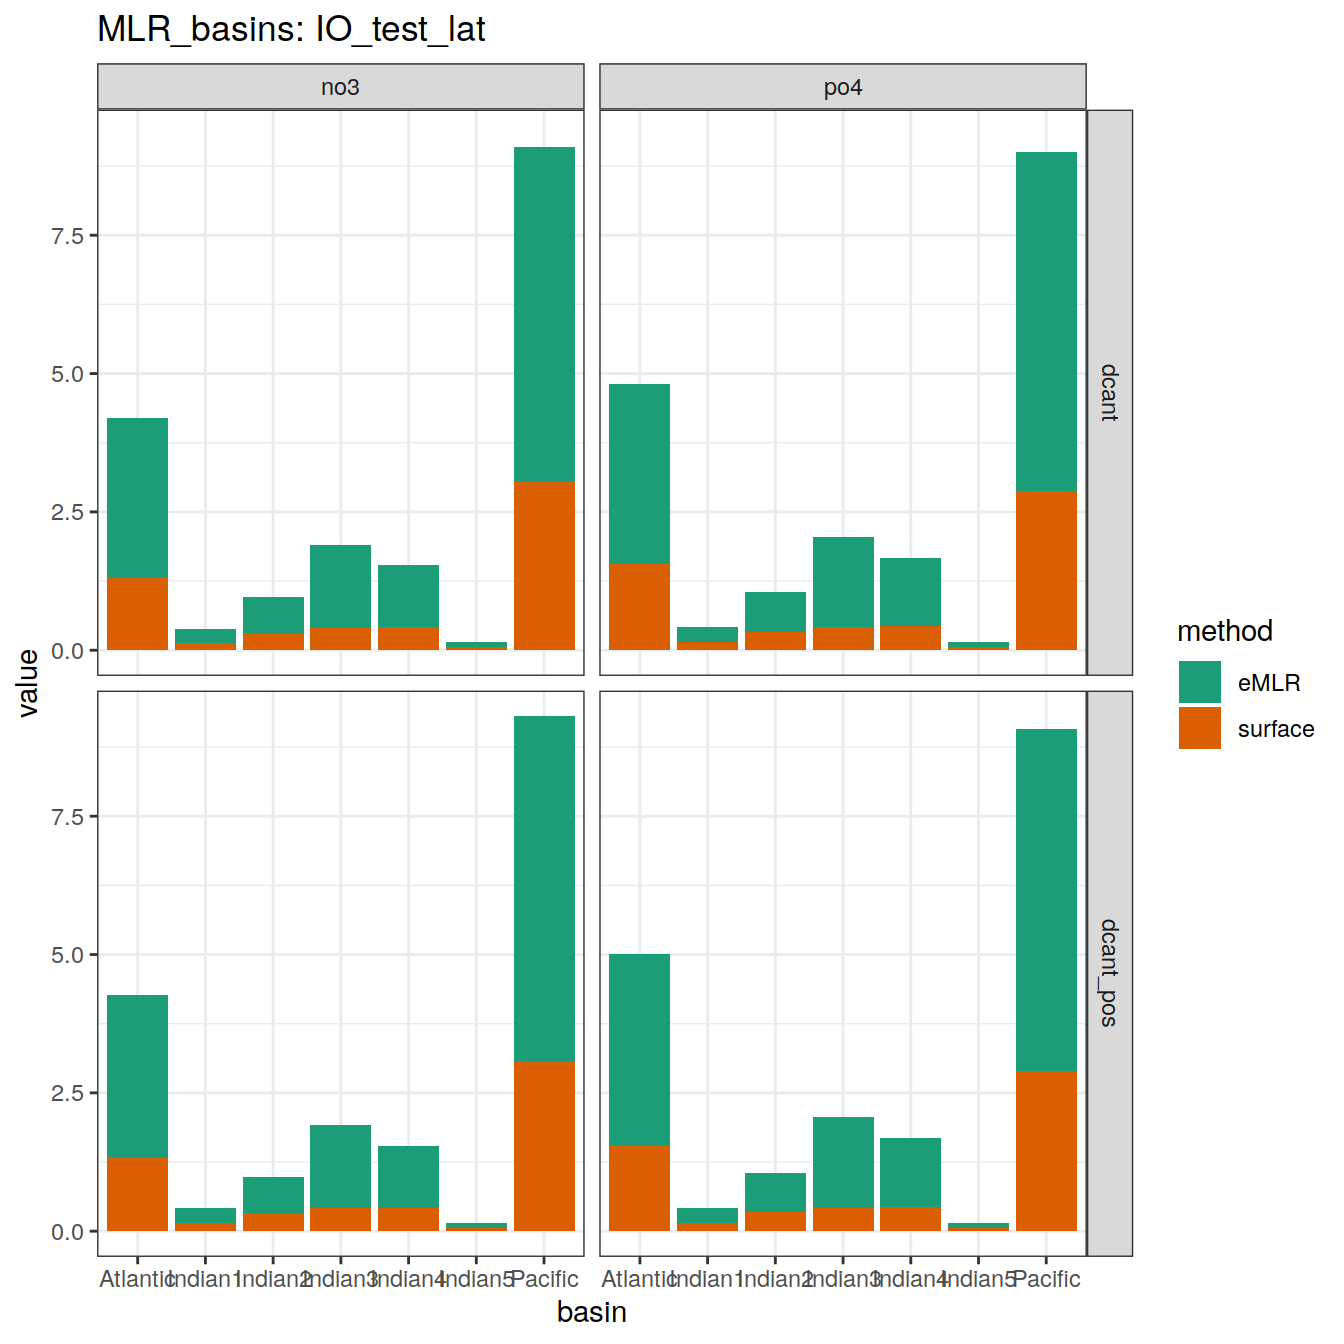 MLR_basins: IO_test_lat
no3
po4
7.5
5.0
2.5
0.0
dcant
7.5
5.0
2.5
0.0
dcant_pos
value
Atlantic Indian1 Indian2 Indian3 Indian4 Indian5 Pacific
Atlantic Indian1 Indian2 Indian3 Indian4 Indian5 Pacific
basin
method
eMLR
surface